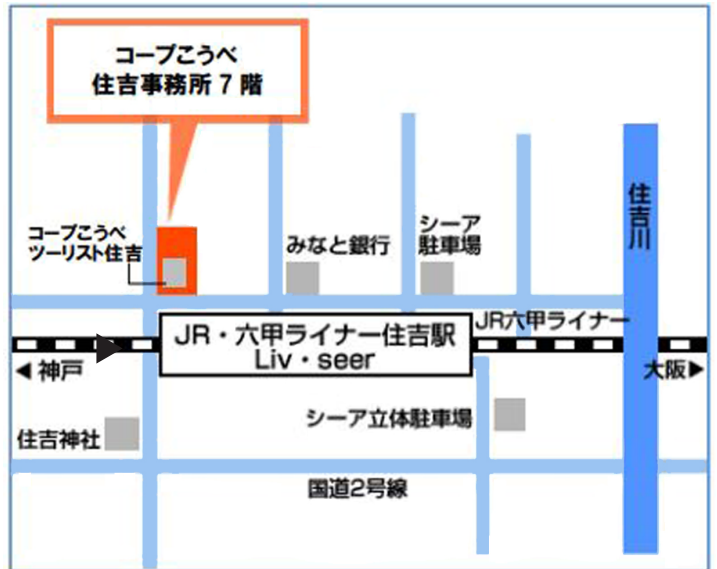 コープこうべ
住吉事務所7階
コープこうべ
ツーリスト住吉
みなと銀行
シーア
駐車場
住吉川
JR・六甲ライナー住吉駅
Liv・seer
JR六甲ライナー
◀神戸
大阪▶
住吉神社
シーア立体駐車場
国道2号線